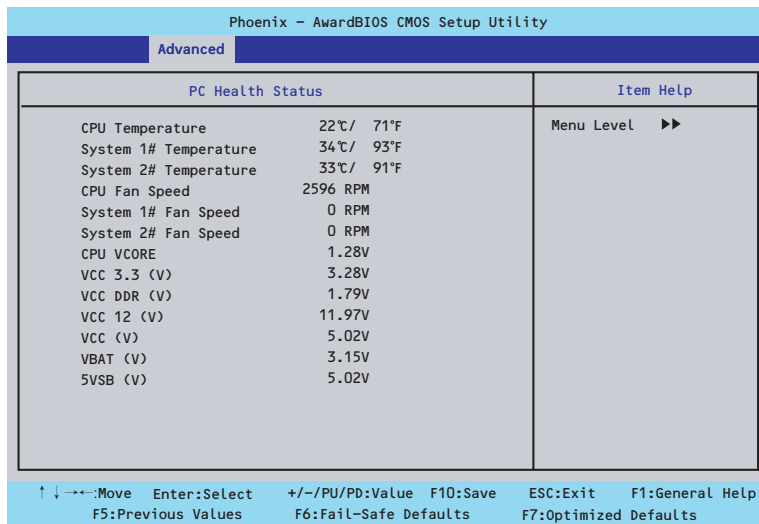 Phoenix – AwardBIOS CMOS Setup Utility
Advanced
PC Health Status
Item Help
CPU Temperature 22℃/ 71°F
Menu Level ▶▶
System 1# Temperature 34℃/ 93°F
System 2# Temperature 33℃/ 91°F
CPU Fan Speed 2596 RPM
System 1# Fan Speed 0 RPM
System 2# Fan Speed 0 RPM
CPU VCORE 1.28V
VCC 3.3 (V) 3.28V
VCC DDR (V) 1.79V
VCC 12 (V) 11.97V
VCC (V) 5.02V
VBAT (V) 3.15V
5VSB (V) 5.02V
↑↓→←:Move Enter:Select +/–/PU/PD:Value F10:Save ESC:Exit F1:General Help
F5:Previous Values F6:Fail–Safe Defaults F7:Optimized Defaults